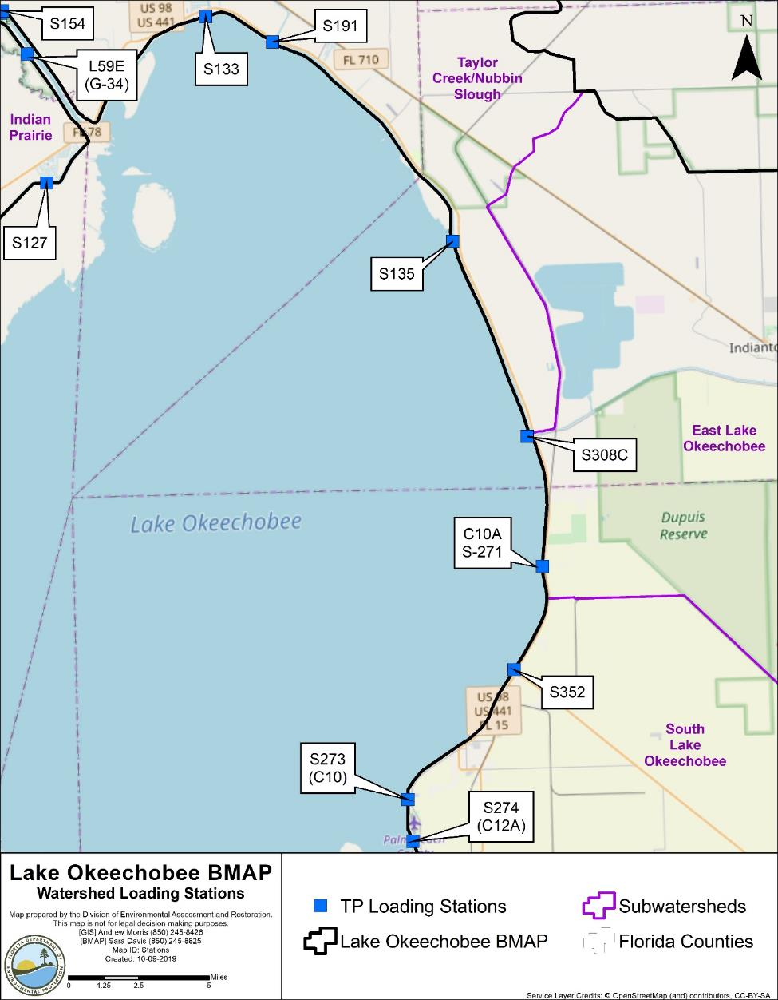 US 98
US 441
S154
S133
S191
N
L59E
(G-34)
FL 710
Taylor
Creek/Nubbin
Slough
Indian
Prairie
FL 78
S127
S135
Indiantc
East Lake
Okeechobee
S308C
Lake Okeechobee
Dupuis
Reserve
C10A
S-271
S352
US 98
US 441
FL 15
South
Lake
Okeechobee
S273
(C10)
S274
(C12A)
Lake Okeechobee BMAP
Watershed Loading Stations
Map prepared by the Division of Environmental Assessment and Restoration.
This map is not for legal decision making purposes.
[GIS] Andrew Morris (850) 245-8426
[BMAP] Sara Davis (850) 245-8825
Map ID: Stations
Created: 10-09-2019
FLORIDA DEPARTMENT OF
ENVIRONMENTAL PROTECTION
Miles
0 1.25 2.5 5
TP Loading Stations
Subwatersheds
Lake Okeechobee BMAP
Florida Counties
Service Layer Credits: © OpenStreetMap (and) contributors, CC-BY-SA